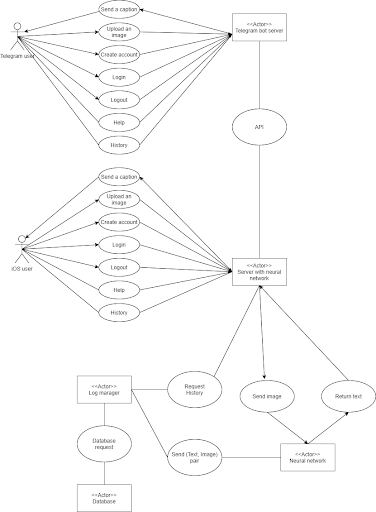 Send a caption
Upload an
image
Create account
Login
Logout
Help
History
Telegram user
<<Actor>>
Telegram bot server
API
Send a caption
Upload an
image
Create account
Login
Logout
Help
History
iOS user
<<Actor>>
Server with neural
network
Request
History
Send image
Return text
<<Actor>>
Log manager
Database
request
Send (Text, Image)
pair
<<Actor>>
Neural network
<<Actor>>
Database